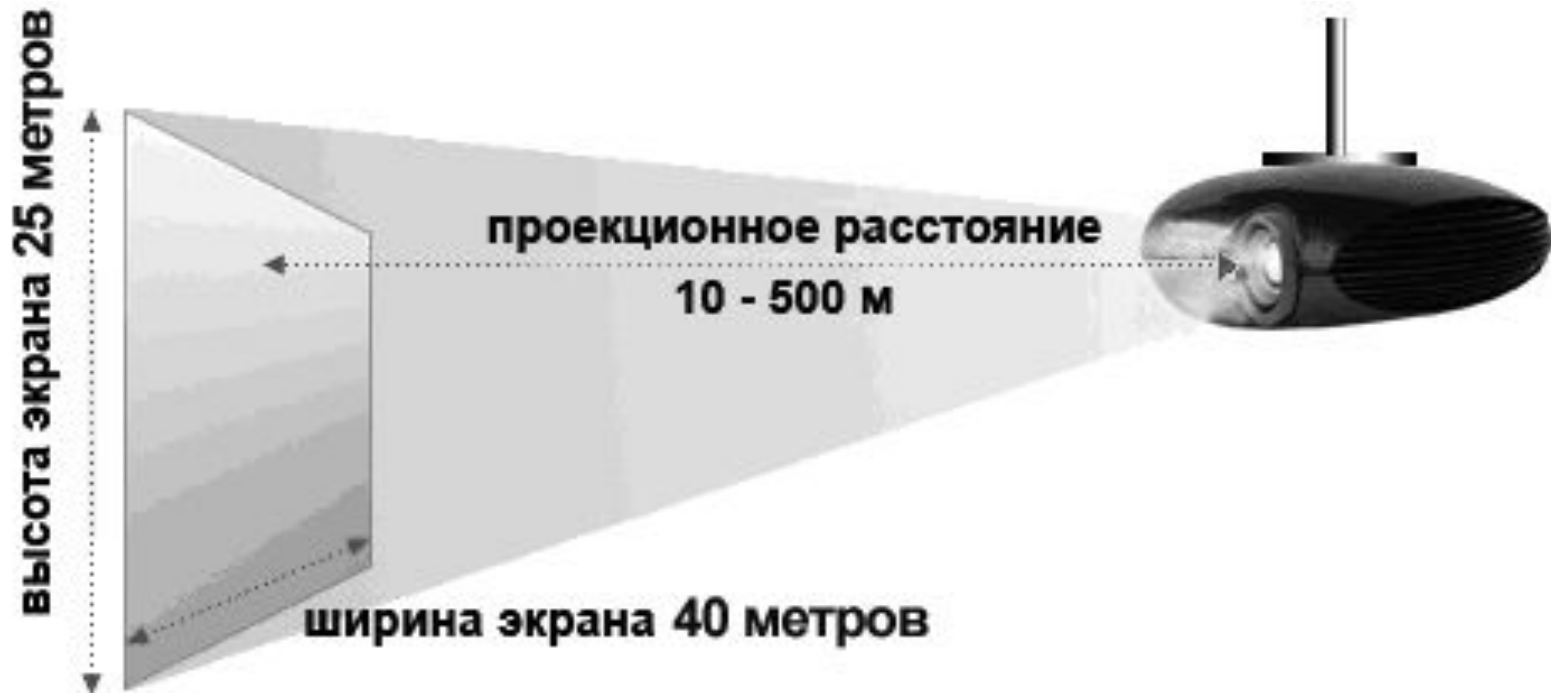 высота экрана 25 метров
проекционное расстояние
10 - 500 м
ширина экрана 40 метров